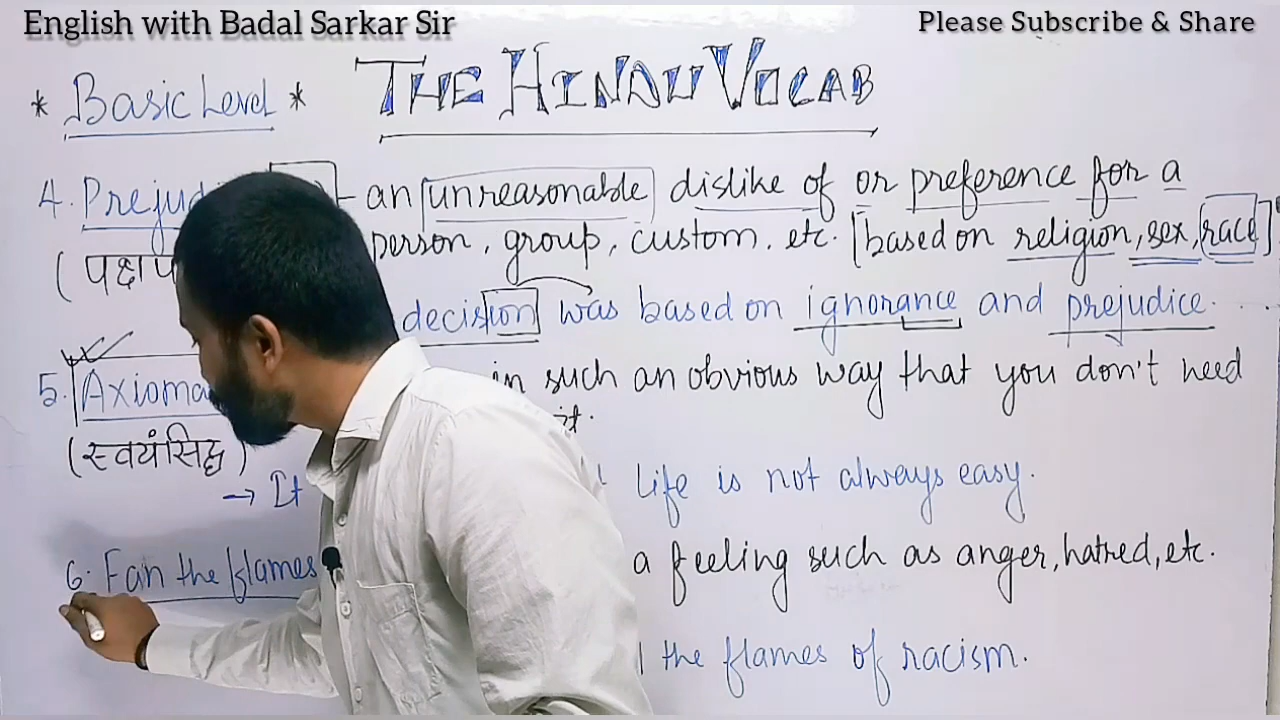 English with Badal Sarkar Sir
Please Subscribe & Share
* Basic Level *
THE HINDU VOCAB
4. Preju
- an unreasonable dislike of or preference for a
person, group, custom, etc. [based on religion, sex, race]
(पक्षप
decision was based on ignorance and prejudice.
5. Axioma
in such an obvious way that you don't need
it.
(स्वयंसिद्ध)
→ It
life is not always easy.
6. Fan the flames
a feeling such as anger, hatred, etc.
the flames of racism.